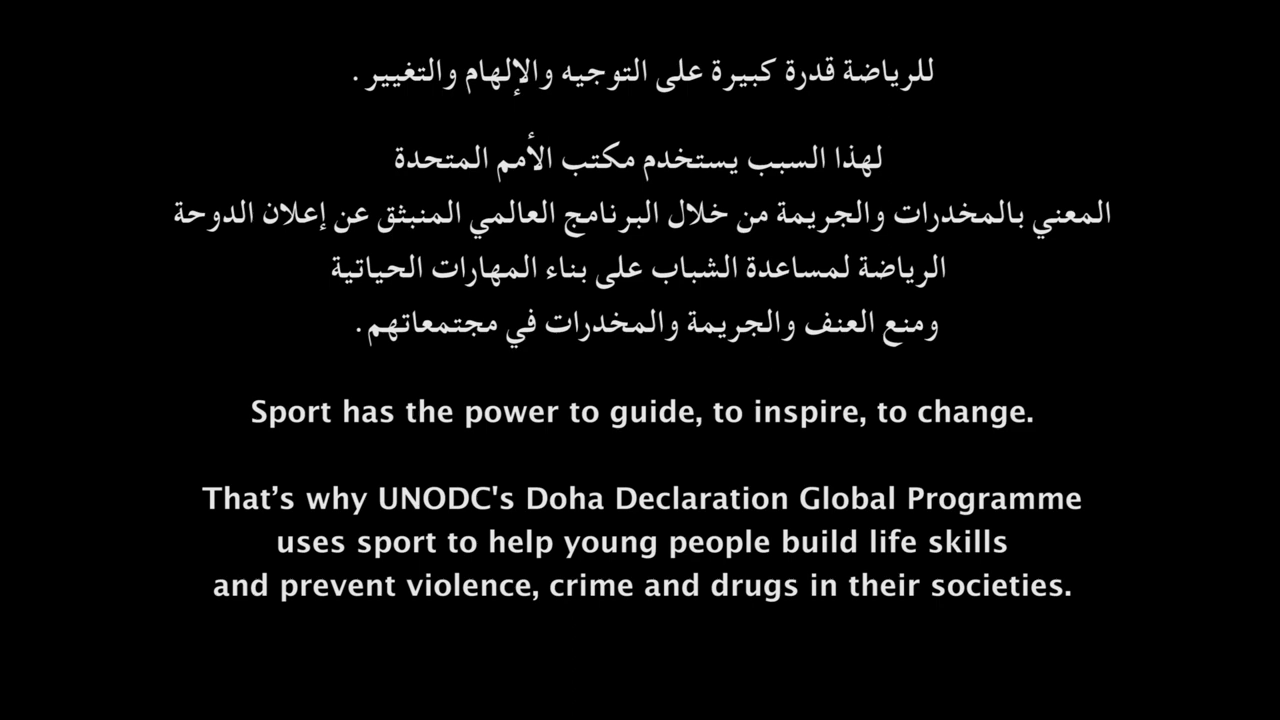 للرياضة قدرة كبيرة على التوجيه والإلهام والتغيير.
لهذا السبب يستخدم مكتب الأمم المتحدة
المعني بالمخدرات والجريمة من خلال البرنامج العالمي المنبثق عن إعلان الدوحة
الرياضة لمساعدة الشباب على بناء المهارات الحياتية
ومنع العنف والجريمة والمخدرات في مجتمعاتهم.
Sport has the power to guide, to inspire, to change.
That’s why UNODC's Doha Declaration Global Programme
uses sport to help young people build life skills
and prevent violence, crime and drugs in their societies.